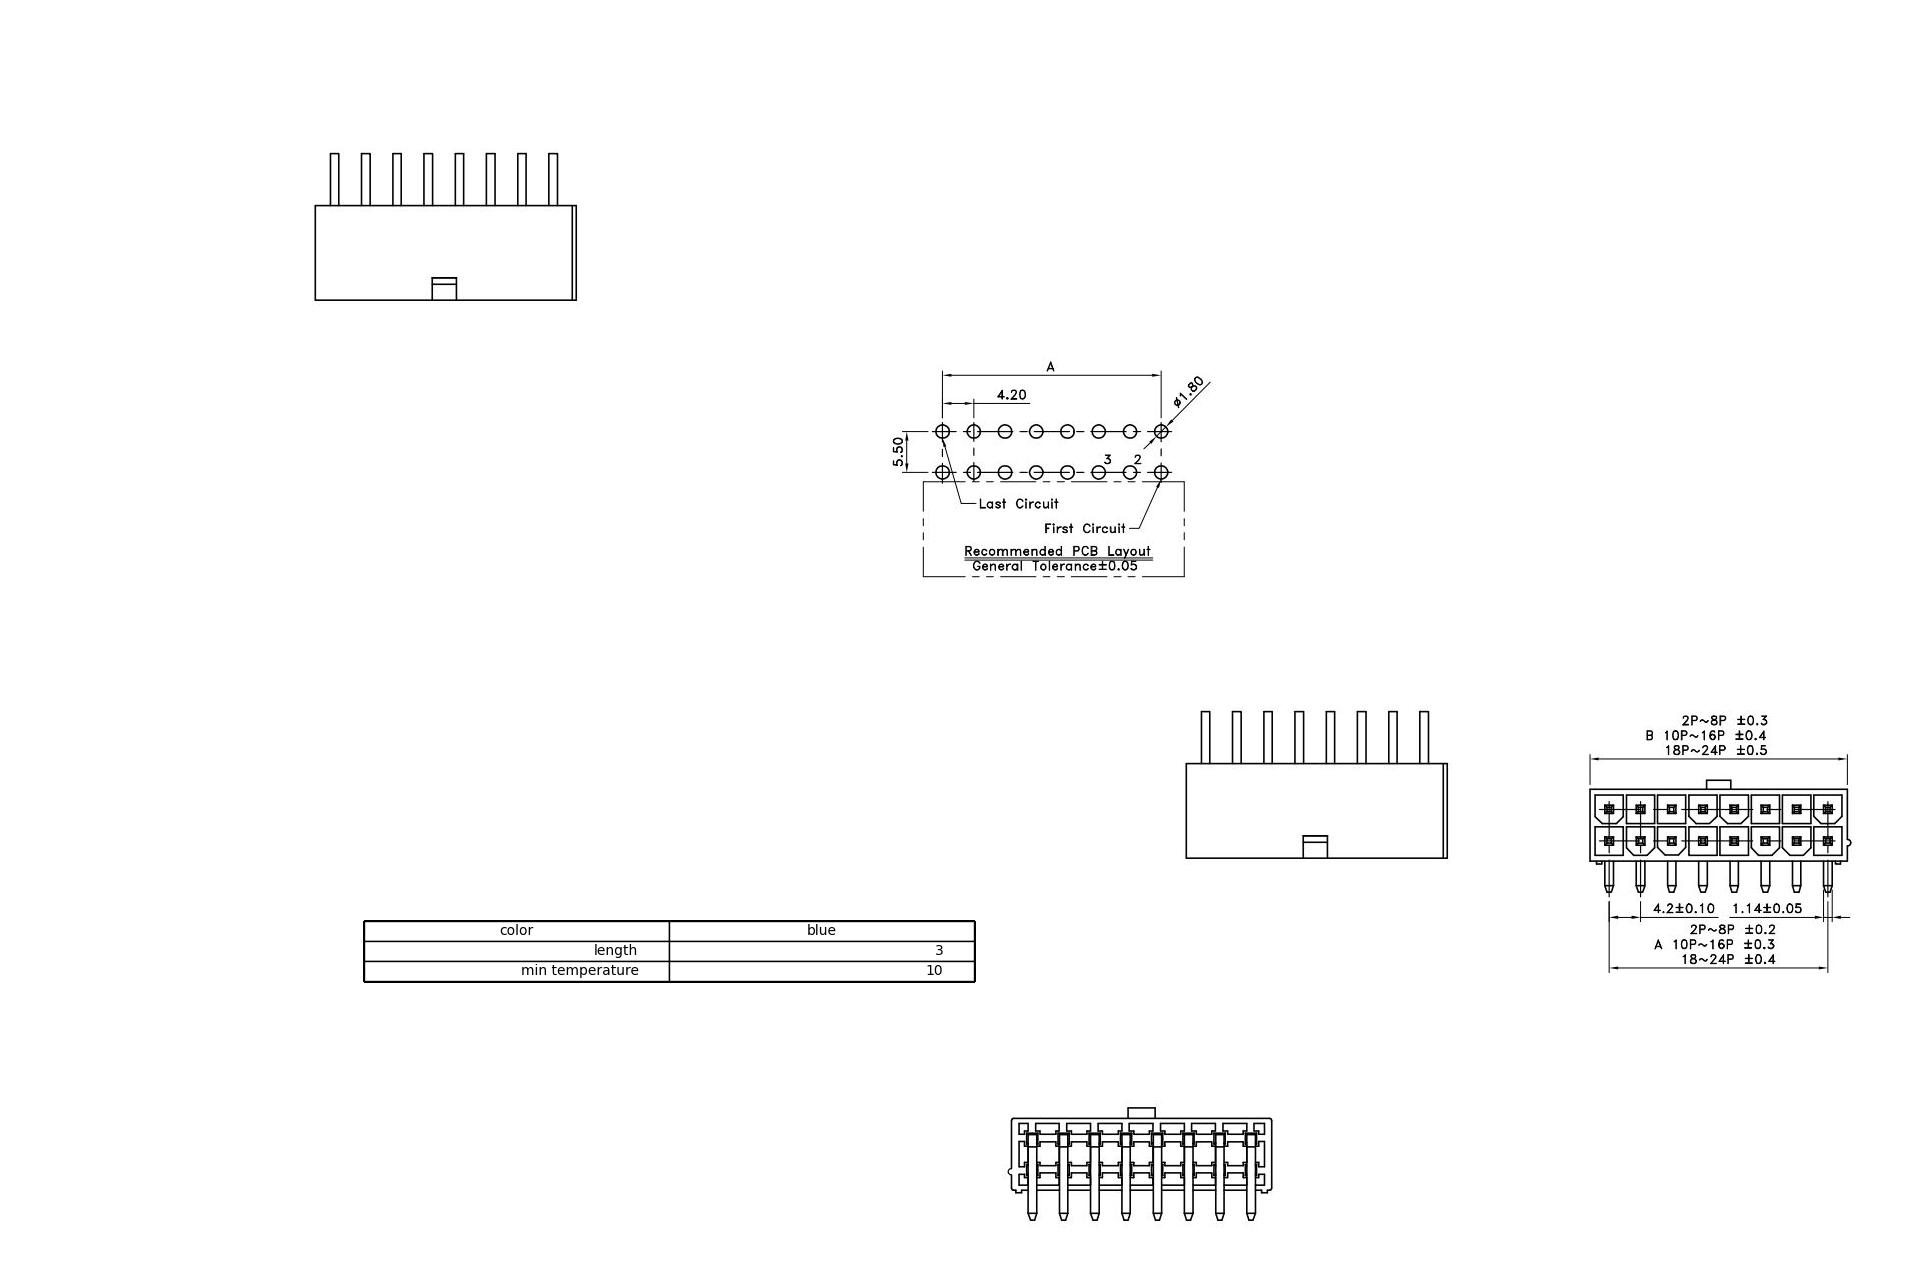 A
4.20
ø1.80
5.50
3 2
Last Circuit
First Circuit
Recommended PCB Layout
General Tolerance±0.05
2P~8P ±0.3
B 10P~16P ±0.4
18P~24P ±0.5
4.2±0.10 1.14±0.05
2P~8P ±0.2
A 10P~16P ±0.3
18~24P ±0.4
color blue
length 3
min temperature 10